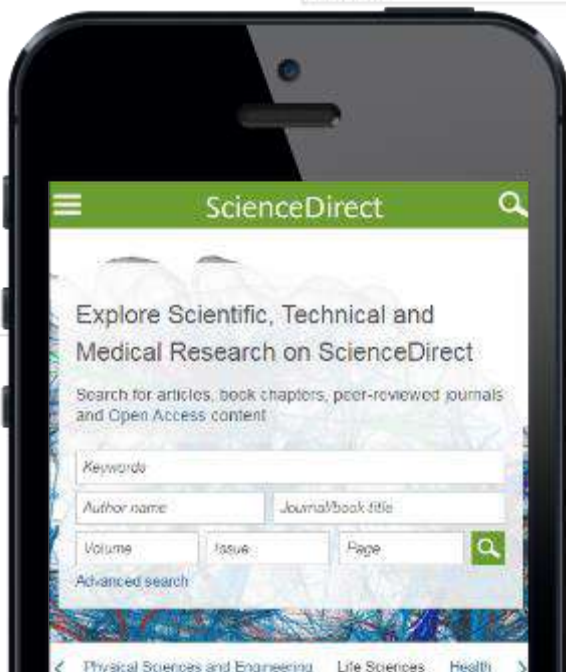 ScienceDirect
Explore Scientific, Technical and
Medical Research on ScienceDirect
Search for articles, book chapters, peer-reviewed journals
and Open Access content
Keywords
Author name Journal/book title
Volume Issue Page
Advanced search
Physical Sciences and Engineering Life Sciences Health